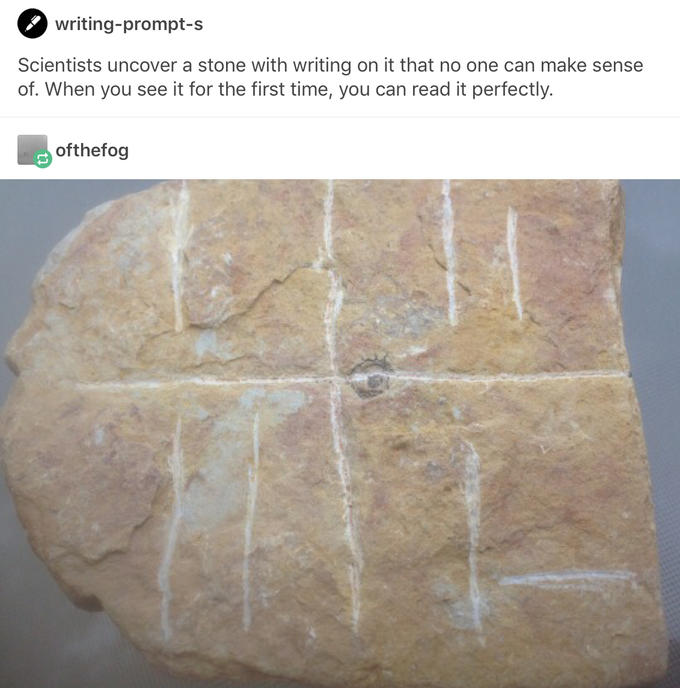 writing-prompt-s
Scientists uncover a stone with writing on it that no one can make sense
of. When you see it for the first time, you can read it perfectly.
ofthefog